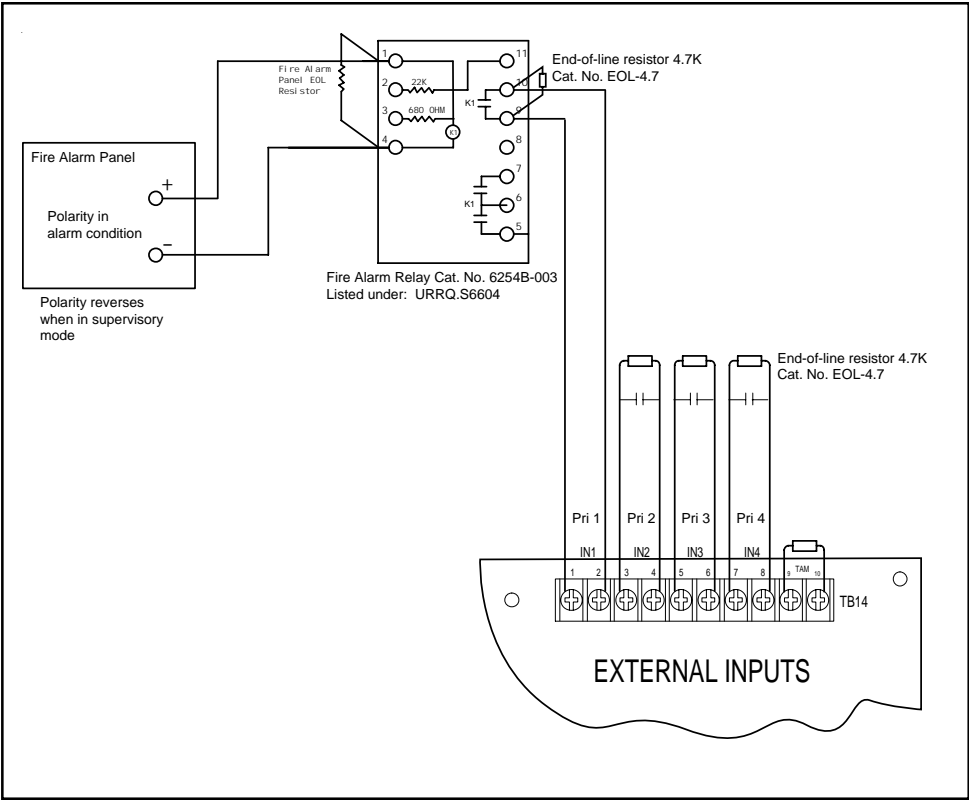 Fire Alarm
Panel EOL
Resistor
1
2
22K
3
680 OHM
4
K1
11
10
K1
9
8
7
K1
6
5
End-of-line resistor 4.7K
Cat. No. EOL-4.7
Fire Alarm Panel
+
Polarity in
alarm condition
−
Polarity reverses
when in supervisory
mode
Fire Alarm Relay Cat. No. 6254B-003
Listed under: URRQ.S6604
End-of-line resistor 4.7K
Cat. No. EOL-4.7
Pri 1 Pri 2 Pri 3 Pri 4
IN1 IN2 IN3 IN4
1 2 3 4 5 6 7 8 9 TAM 10
TB14
EXTERNAL INPUTS